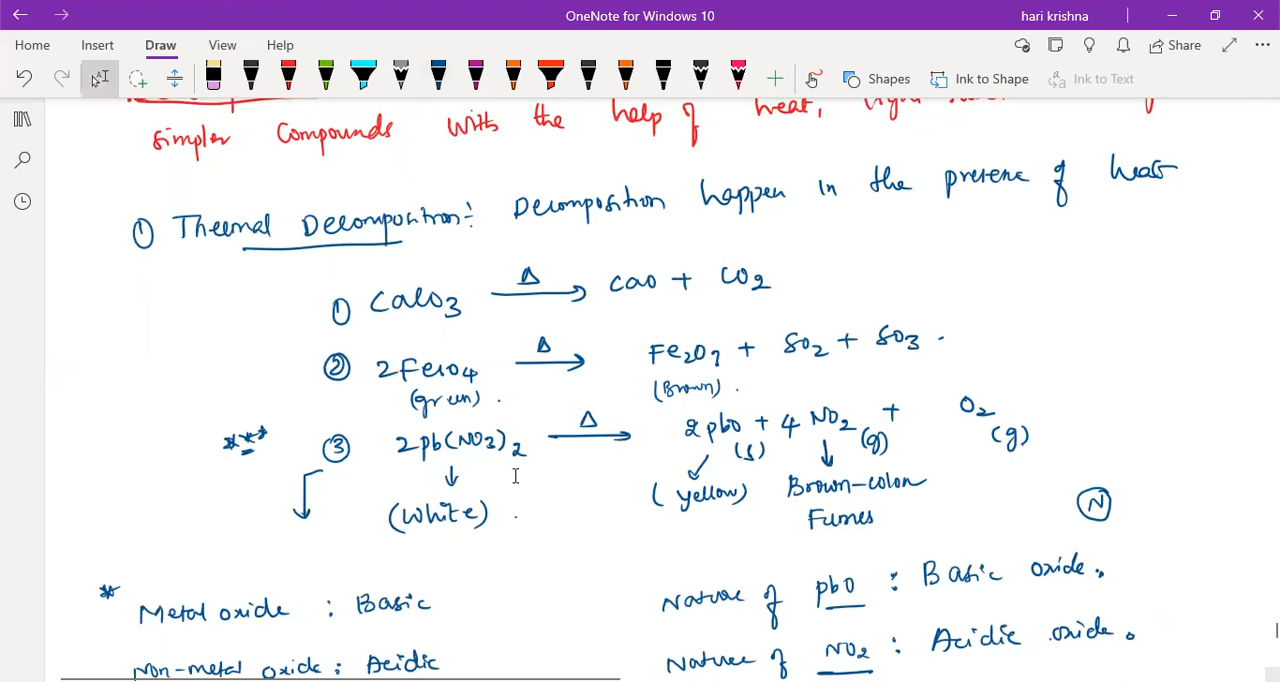 OneNote for Windows 10
hari krishna
Home Insert Draw View Help
Share
Shapes Ink to Shape Ink to Text
simpler compounds with the help of heat,
① Thermal Decomposition: Decomposition happen in the presence of heat
① CaCO3 Δ→ CaO + CO2
② 2FeSO4 Δ→ Fe2O3 + SO2 + SO3.
(green). (Brown).
*** ③ 2Pb(NO3)2 Δ→ 2PbO + 4NO2 + O2
(s) (g) (g)
(White). (yellow) Brown-colour
Fumes
N
* Metal oxide : Basic
Nature of PbO : Basic oxide.
Non-metal oxide : Acidic
Nature of NO2 : Acidic oxide.